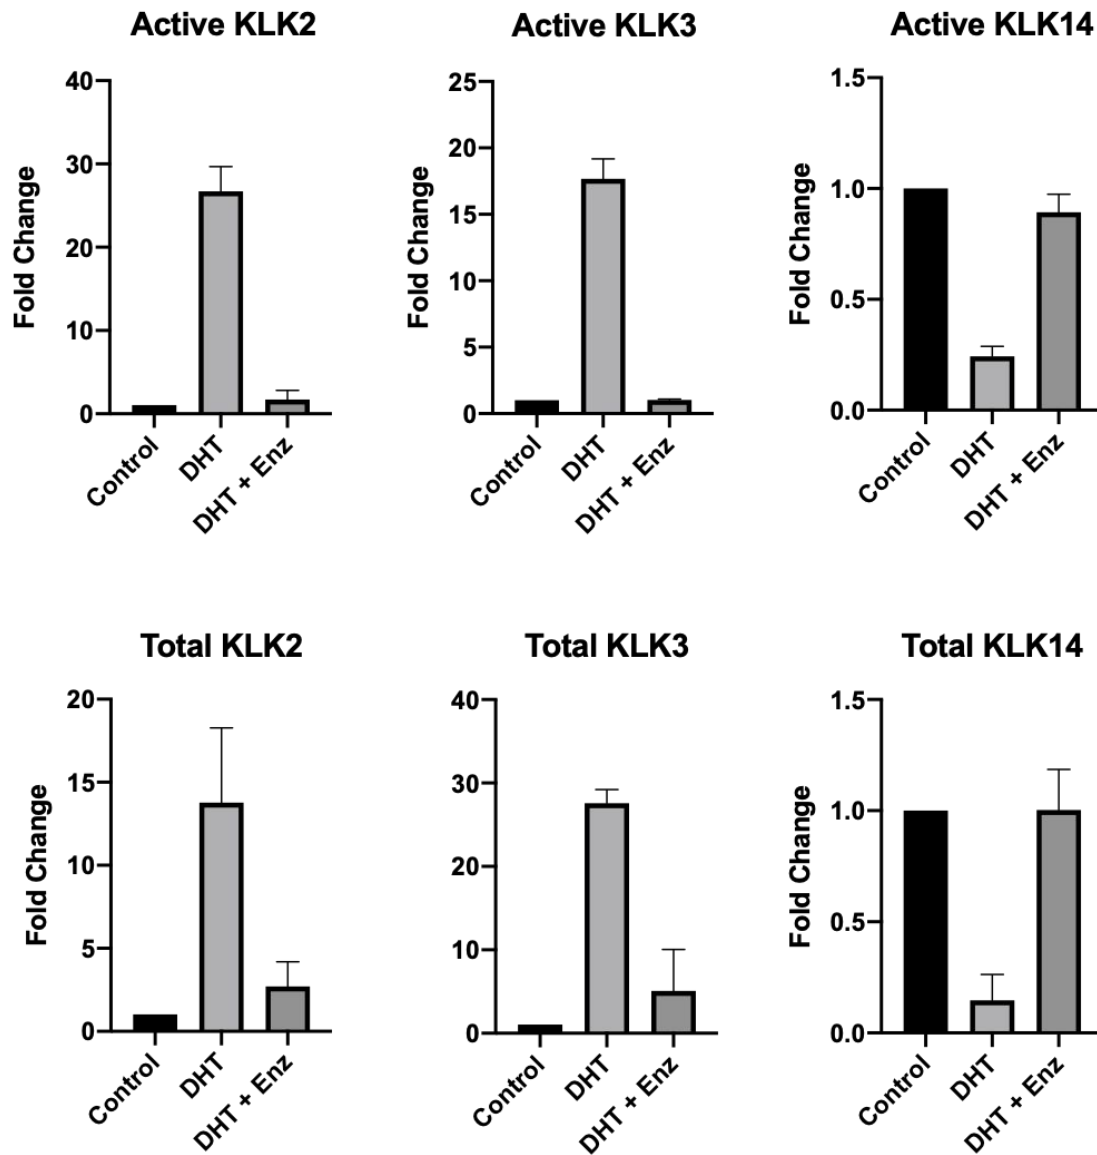 Active KLK2
Fold Change
40
30
20
10
0
Control
DHT
DHT + Enz
Active KLK3
Fold Change
25
20
15
10
5
0
Control
DHT
DHT + Enz
Active KLK14
Fold Change
1.5
1.0
0.5
0.0
Control
DHT
DHT + Enz
Total KLK2
Fold Change
20
15
10
5
0
Control
DHT
DHT + Enz
Total KLK3
40
30
20
10
0
Control
DHT
DHT + Enz
Total KLK14
Fold Change
1.5
1.0
0.5
0.0
Control
DHT
DHT + Enz